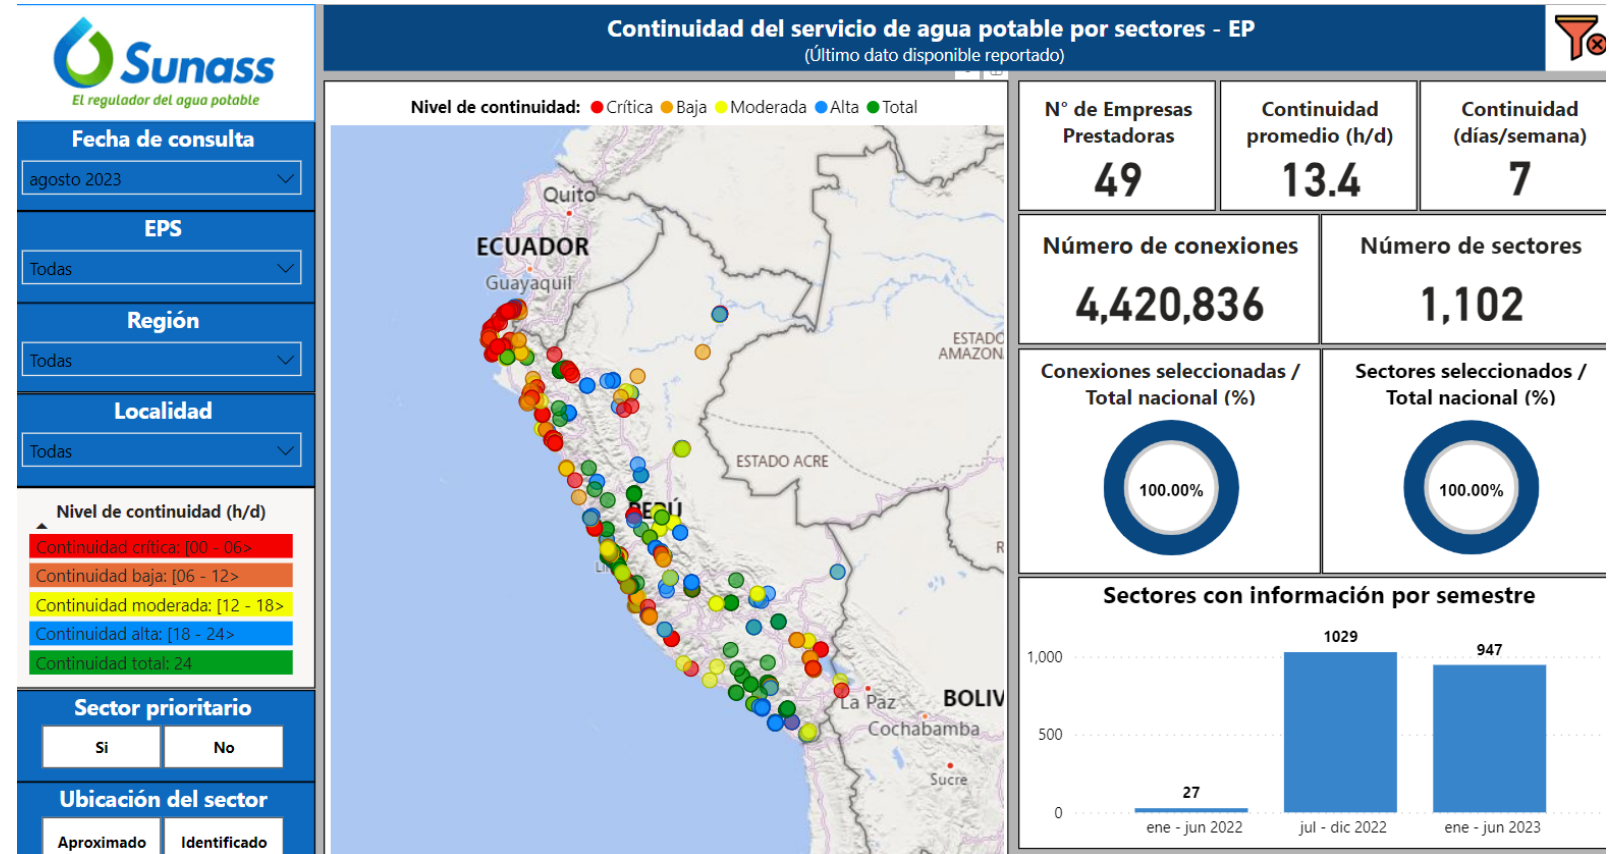 Sunass
El regulador del agua potable
Fecha de consulta
agosto 2023
EPS
Todas
Región
Todas
Localidad
Todas
Nivel de continuidad (h/d)
Continuidad crítica: [00 - 06>
Continuidad baja: [06 - 12>
Continuidad moderada: [12 - 18>
Continuidad alta: [18 - 24>
Continuidad total: 24
Sector prioritario
Si No
Ubicación del sector
Aproximado Identificado
Continuidad del servicio de agua potable por sectores - EP
(Último dato disponible reportado)
Nivel de continuidad: Crítica Baja Moderada Alta Total
Quito
ECUADOR
Guayaquil
ESTADO
AMAZON
ESTADO ACRE
PERÚ
La Paz
BOLIV
Cochabamba
Sucre
N° de Empresas
Prestadoras
49
Continuidad
promedio (h/d)
13.4
Continuidad
(días/semana)
7
Número de conexiones
4,420,836
Número de sectores
1,102
Conexiones seleccionadas /
Total nacional (%)
100.00%
Sectores seleccionados /
Total nacional (%)
100.00%
Sectores con información por semestre
1,000
500
0
27
1029
947
ene - jun 2022
jul - dic 2022
ene - jun 2023